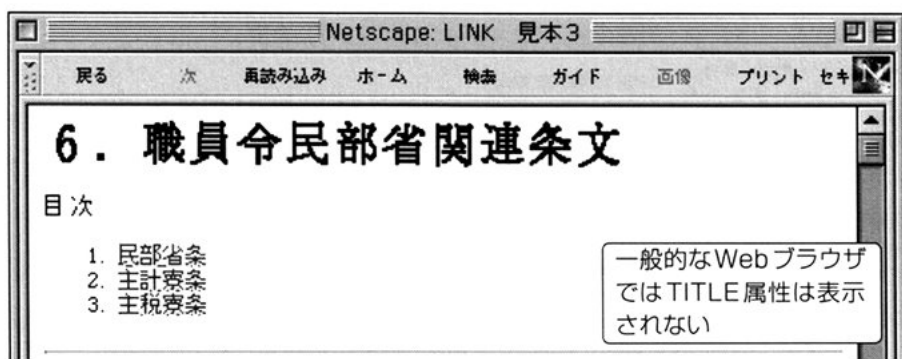 Netscape: LINK 見本3
戻る 次 再読み込み ホーム 検索 ガイド 画像 プリント セキ N
6. 職員令民部省関連条文
目次
1. 民部省条
2. 主計寮条
3. 主税寮条
一般的なWebブラウザ
ではTITLE属性は表示
されない